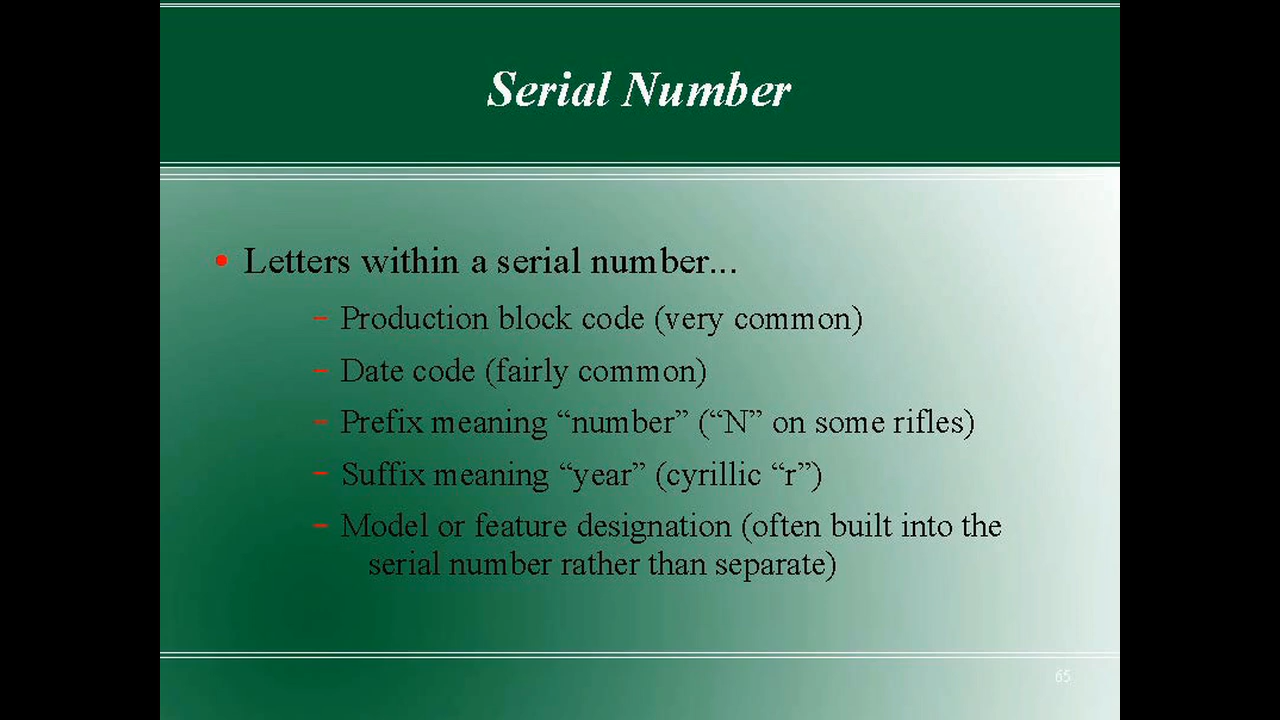 Serial Number
• Letters within a serial number...
– Production block code (very common)
– Date code (fairly common)
– Prefix meaning “number” (“N” on some rifles)
– Suffix meaning “year” (cyrillic “r”)
– Model or feature designation (often built into the
serial number rather than separate)
65